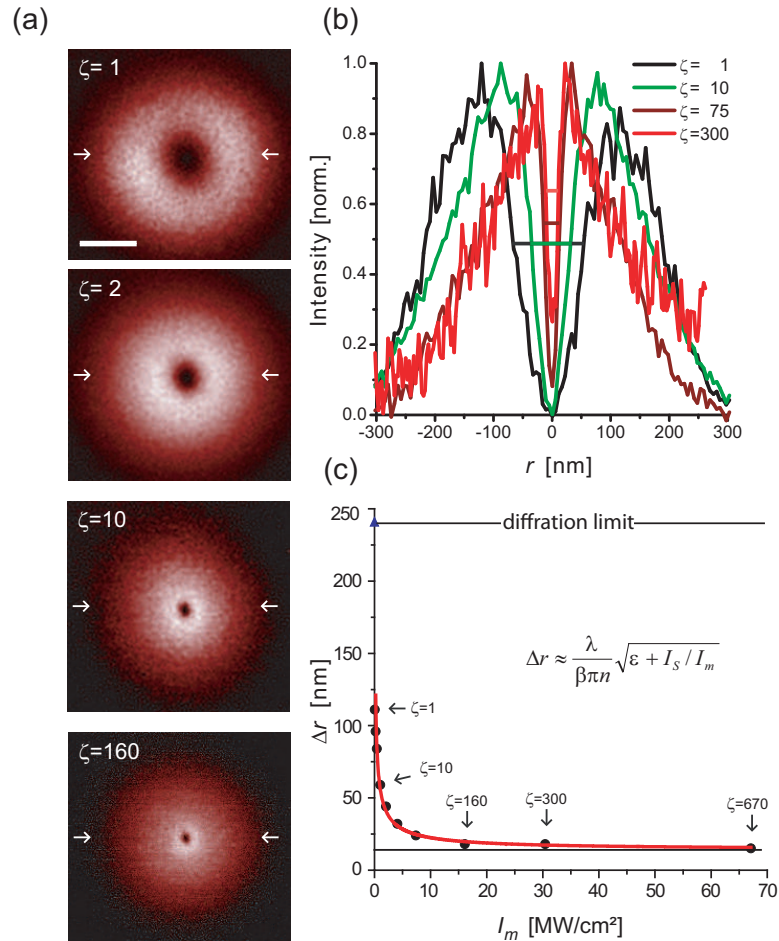 (a)
ζ= 1
ζ= 2
ζ=10
ζ=160
(b)
Intensity [norm.]
1.0
0.8
0.6
0.4
0.2
0.0
-300 -200 -100 0 100 200 300
r [nm]
ζ= 1
ζ= 10
ζ= 75
ζ=300
(c)
Δr [nm]
250
200
150
100
50
0
diffration limit
Δr ≈ λ/βπn √ε + I_S / I_m
ζ=1
ζ=10
ζ=160
ζ=300
ζ=670
0 10 20 30 40 50 60 70
I_m [MW/cm²]